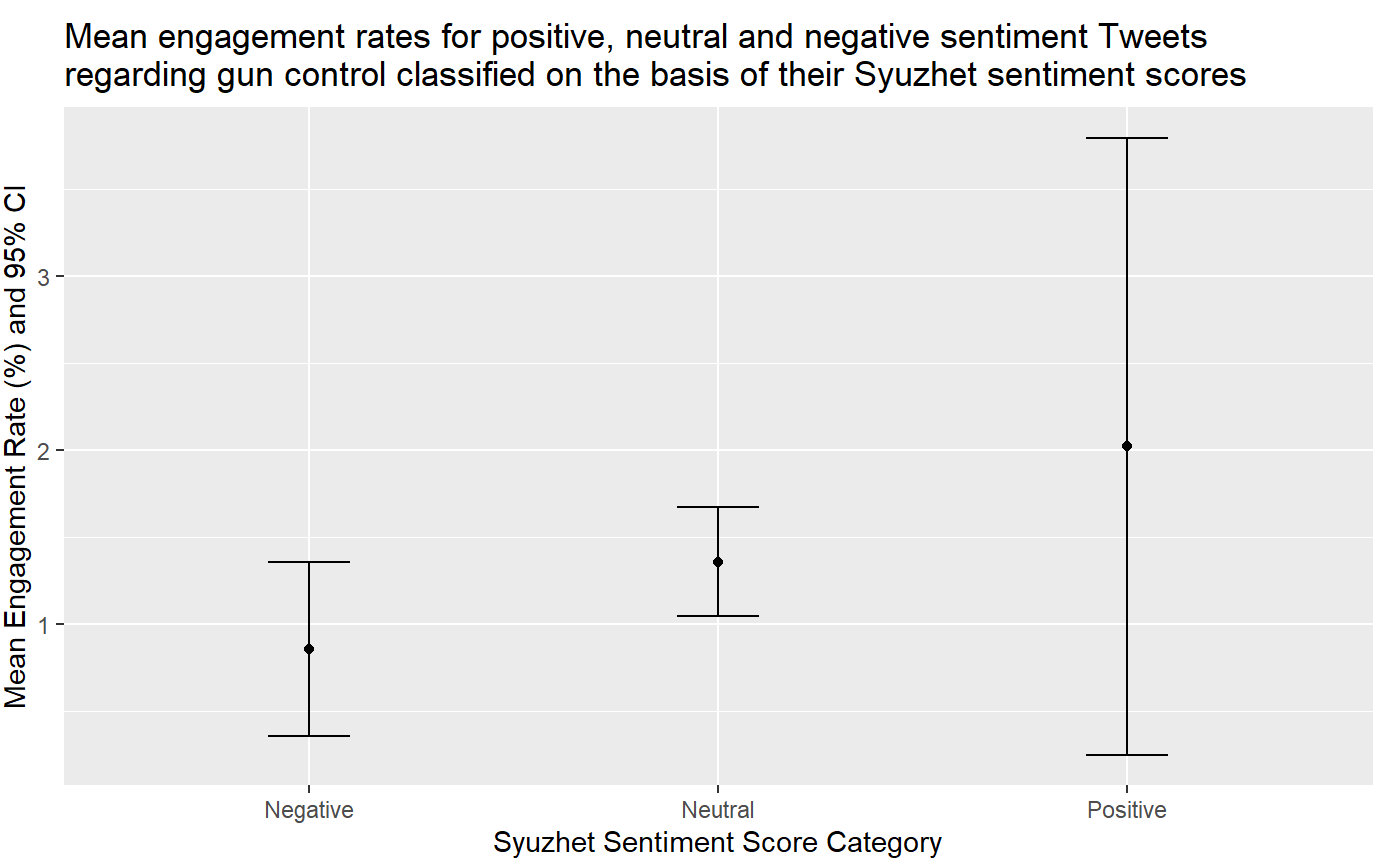 Mean engagement rates for positive, neutral and negative sentiment Tweets
regarding gun control classified on the basis of their Syuzhet sentiment scores
Mean Engagement Rate (%) and 95% CI
3
2
1
Negative
Neutral
Positive
Syuzhet Sentiment Score Category